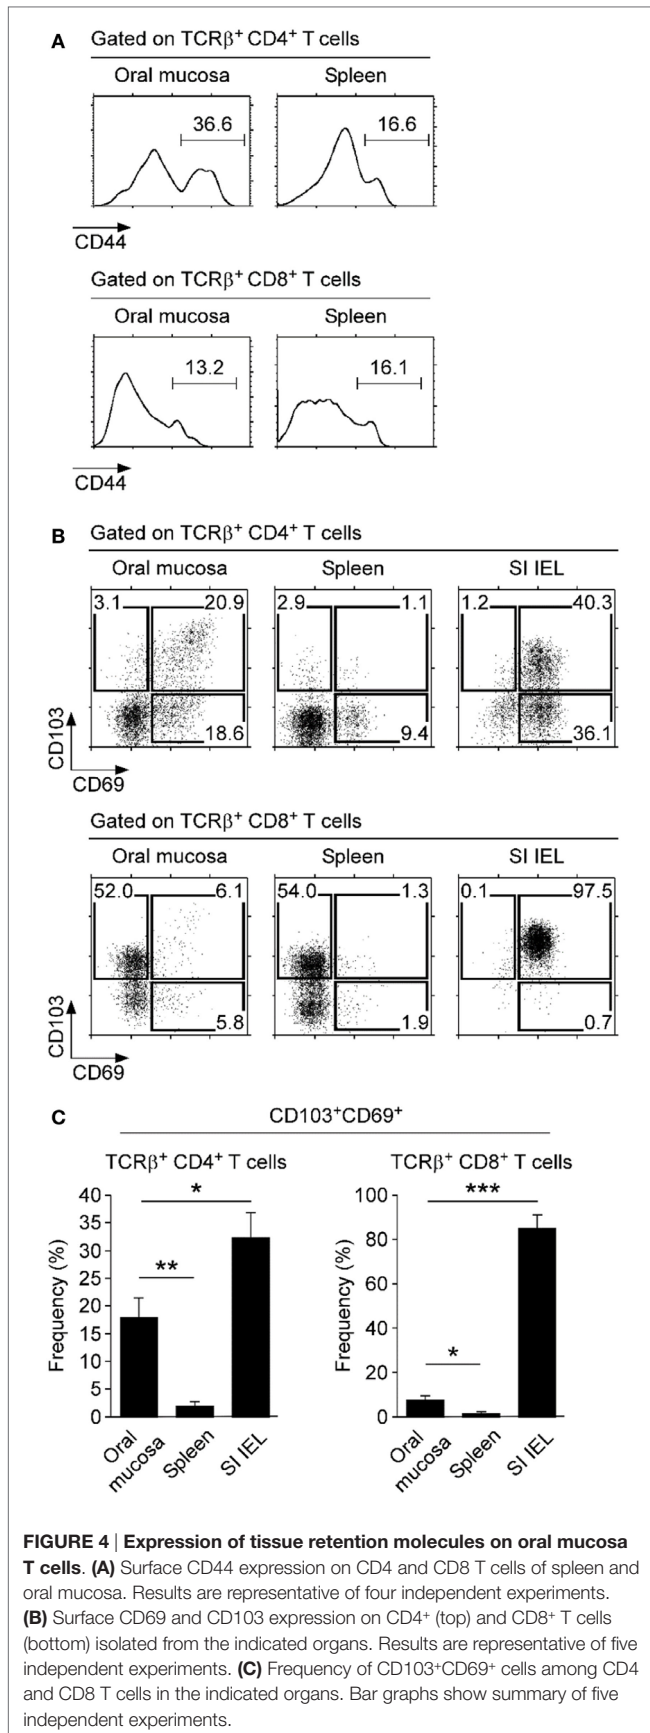 A Gated on TCRβ⁺ CD4⁺ T cells
Oral mucosa Spleen
36.6 16.6
CD44
Gated on TCRβ⁺ CD8⁺ T cells
Oral mucosa Spleen
13.2 16.1
CD44
B Gated on TCRβ⁺ CD4⁺ T cells
Oral mucosa Spleen SI IEL
3.1 20.9 2.9 1.1 1.2 40.3
18.6 9.4 36.1
CD103
CD69
Gated on TCRβ⁺ CD8⁺ T cells
Oral mucosa Spleen SI IEL
52.0 6.1 54.0 1.3 0.1 97.5
5.8 1.9 0.7
CD103
CD69
C CD103⁺CD69⁺
TCRβ⁺ CD4⁺ T cells
Frequency (%)
40
35
30
25
20
15
10
5
0
*
**
Oral mucosa
Spleen
SI IEL
TCRβ⁺ CD8⁺ T cells
Frequency (%)
100
80
60
40
20
0
***
*
Oral mucosa
Spleen
SI IEL
FIGURE 4 | Expression of tissue retention molecules on oral mucosa
T cells. (A) Surface CD44 expression on CD4 and CD8 T cells of spleen and
oral mucosa. Results are representative of four independent experiments.
(B) Surface CD69 and CD103 expression on CD4⁺ (top) and CD8⁺ T cells
(bottom) isolated from the indicated organs. Results are representative of five
independent experiments. (C) Frequency of CD103⁺CD69⁺ cells among CD4
and CD8 T cells in the indicated organs. Bar graphs show summary of five
independent experiments.